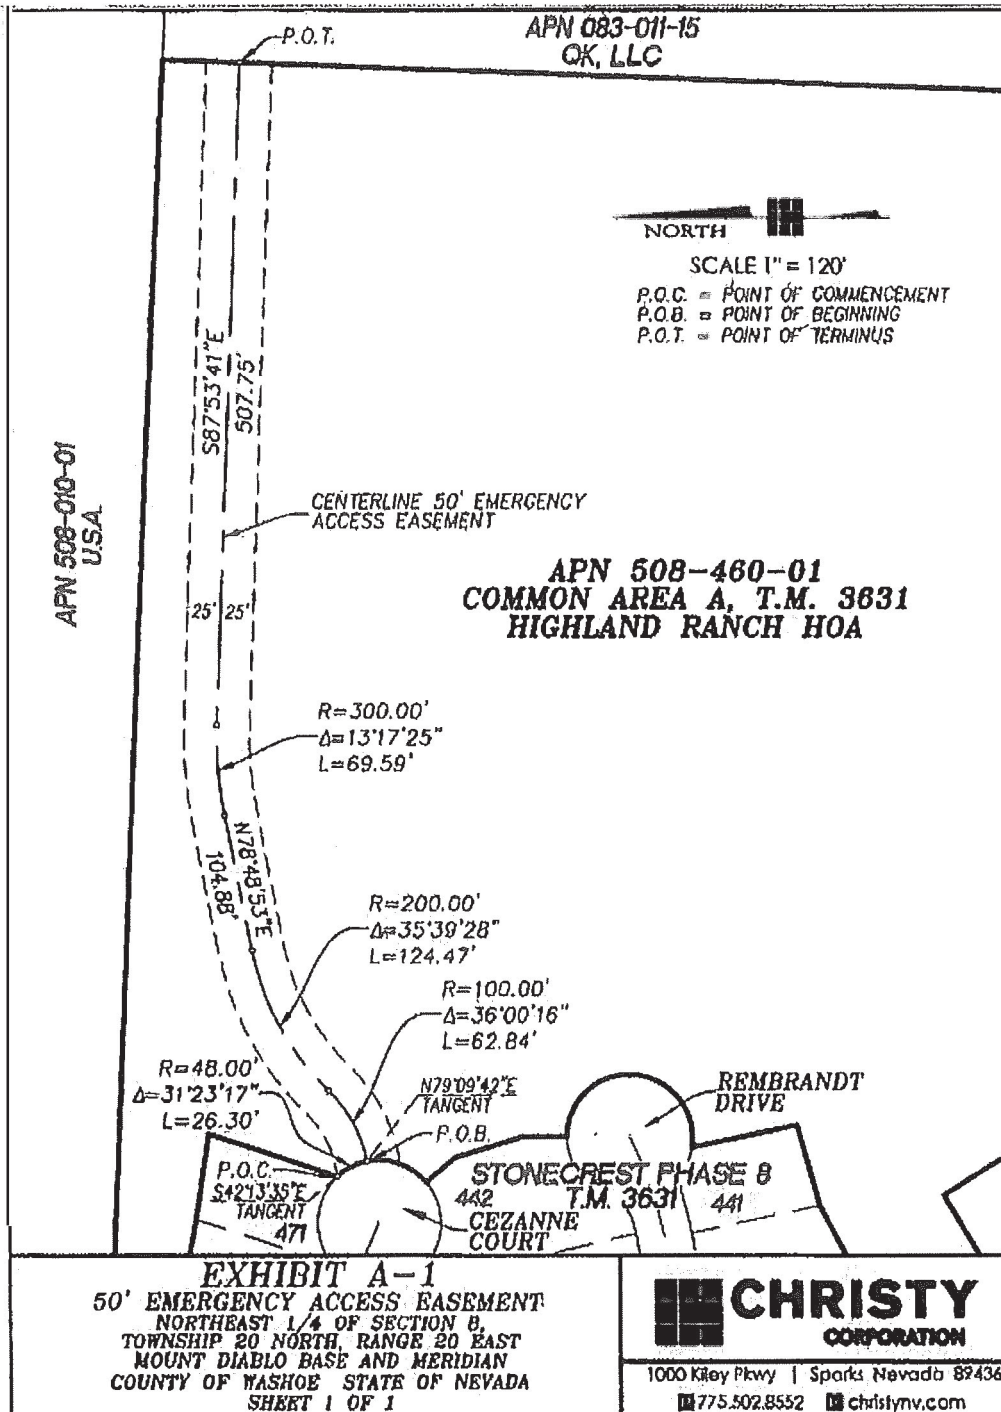 APN 083-011-15
QK, LLC
P.O.T.
NORTH
SCALE 1" = 120'
P.O.C. = POINT OF COMMENCEMENT
P.O.B. = POINT OF BEGINNING
P.O.T. = POINT OF TERMINUS
S87°53'41"E
507.75'
APN 508-010-01
U.S.A.
CENTERLINE 50' EMERGENCY
ACCESS EASEMENT
APN 508-460-01
COMMON AREA A, T.M. 3631
HIGHLAND RANCH HOA
25' 25'
R=300.00'
Δ=13°17'25"
L=69.59'
N78°48'53"E
104.88'
R=200.00'
Δ=35°39'28"
L=124.47'
R=100.00'
Δ=36°00'16"
L=62.84'
R=48.00'
Δ=31°23'17"
L=26.30'
N79°09'42"E
TANGENT
P.O.B.
REMBRANDT
DRIVE
P.O.C.
S42°13'35"E
TANGENT
471
STONECREST PHASE 8
T.M. 3631
442
441
CEZANNE
COURT
EXHIBIT A-1
50' EMERGENCY ACCESS EASEMENT
NORTHEAST 1/4 OF SECTION 8,
TOWNSHIP 20 NORTH, RANGE 20 EAST
MOUNT DIABLO BASE AND MERIDIAN
COUNTY OF WASHOE STATE OF NEVADA
SHEET 1 OF 1
CHRISTY
CORPORATION
1000 Kiley Pkwy | Sparks Nevada 89436
775.502.8552 christynv.com